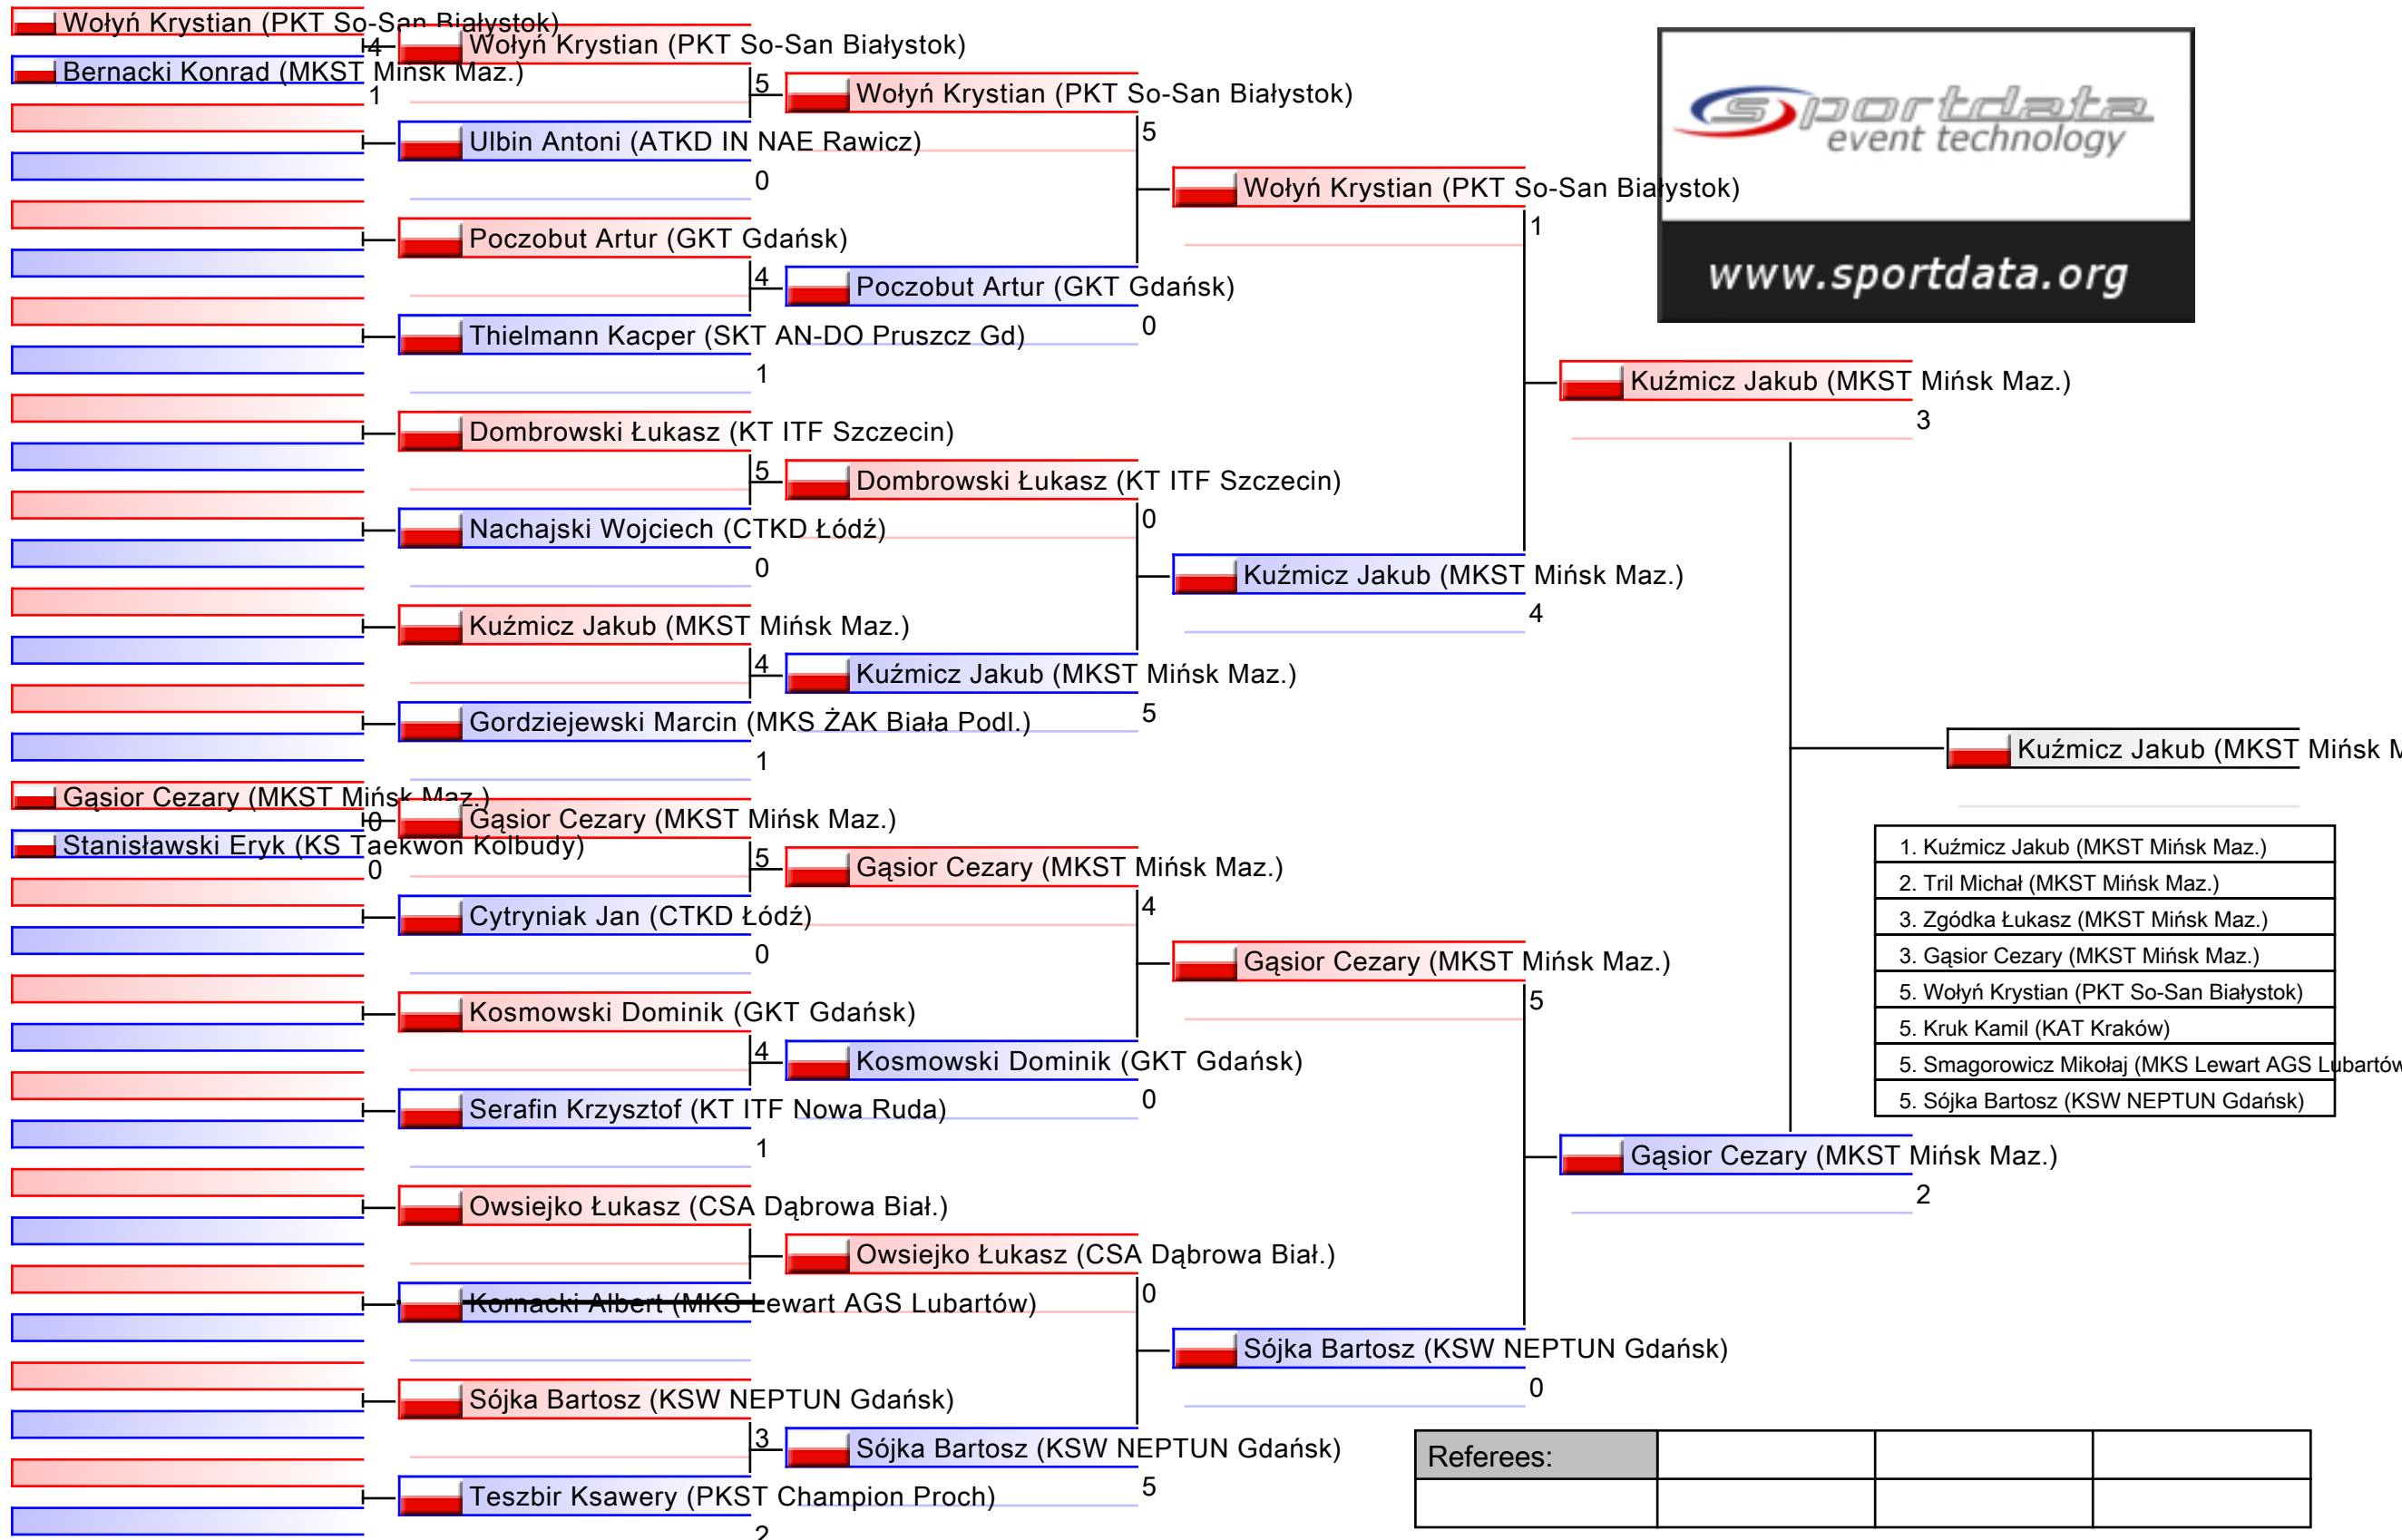 Wołyń Krystian (PKT So-San Białystok)
4
Bernacki Konrad (MKST Mińsk Maz.)
1
Gąsior Cezary (MKST Mińsk Maz.)
0
Stanisławski Eryk (KS Taekwon Kolbudy)
0
Wołyń Krystian (PKT So-San Białystok)
5
Ulbin Antoni (ATKD IN NAE Rawicz)
0
Poczobut Artur (GKT Gdańsk)
4
Thielmann Kacper (SKT AN-DO Pruszcz Gd)
1
Dombrowski Łukasz (KT ITF Szczecin)
5
Nachajski Wojciech (CTKD Łódź)
0
Kuźmicz Jakub (MKST Mińsk Maz.)
4
Gordziejewski Marcin (MKS ŻAK Biała Podl.)
1
Gąsior Cezary (MKST Mińsk Maz.)
5
Cytryniak Jan (CTKD Łódź)
0
Kosmowski Dominik (GKT Gdańsk)
4
Serafin Krzysztof (KT ITF Nowa Ruda)
1
Owsiejko Łukasz (CSA Dąbrowa Biał.)
Kornacki Albert (MKS Lewart AGS Lubartów)
Sójka Bartosz (KSW NEPTUN Gdańsk)
3
Teszbir Ksawery (PKST Champion Proch)
2
Wołyń Krystian (PKT So-San Białystok)
5
Poczobut Artur (GKT Gdańsk)
0
Dombrowski Łukasz (KT ITF Szczecin)
0
Kuźmicz Jakub (MKST Mińsk Maz.)
5
Gąsior Cezary (MKST Mińsk Maz.)
4
Kosmowski Dominik (GKT Gdańsk)
0
Owsiejko Łukasz (CSA Dąbrowa Biał.)
0
Sójka Bartosz (KSW NEPTUN Gdańsk)
5
Wołyń Krystian (PKT So-San Białystok)
1
Kuźmicz Jakub (MKST Mińsk Maz.)
4
Gąsior Cezary (MKST Mińsk Maz.)
5
Sójka Bartosz (KSW NEPTUN Gdańsk)
0
Kuźmicz Jakub (MKST Mińsk Maz.)
3
Gąsior Cezary (MKST Mińsk Maz.)
2
Kuźmicz Jakub (MKST Mińsk M
sportdata
event technology
www.sportdata.org
1. Kuźmicz Jakub (MKST Mińsk Maz.)
2. Tril Michał (MKST Mińsk Maz.)
3. Zgódka Łukasz (MKST Mińsk Maz.)
3. Gąsior Cezary (MKST Mińsk Maz.)
5. Wołyń Krystian (PKT So-San Białystok)
5. Kruk Kamil (KAT Kraków)
5. Smagorowicz Mikołaj (MKS Lewart AGS Lubartów
5. Sójka Bartosz (KSW NEPTUN Gdańsk)
Referees: